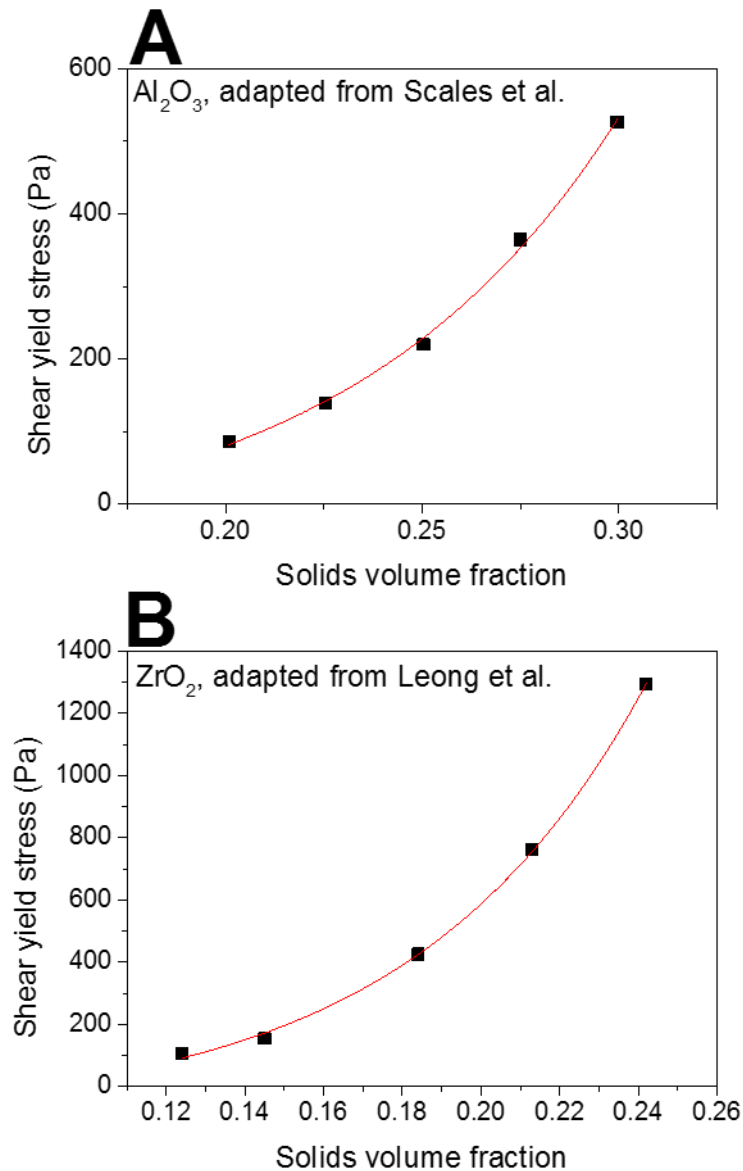 A
600
Al₂O₃, adapted from Scales et al.
400
200
0
Shear yield stress (Pa)
0.20 0.25 0.30
Solids volume fraction
B
1400
ZrO₂, adapted from Leong et al.
1200
1000
800
600
400
200
0
Shear yield stress (Pa)
0.12 0.14 0.16 0.18 0.20 0.22 0.24 0.26
Solids volume fraction